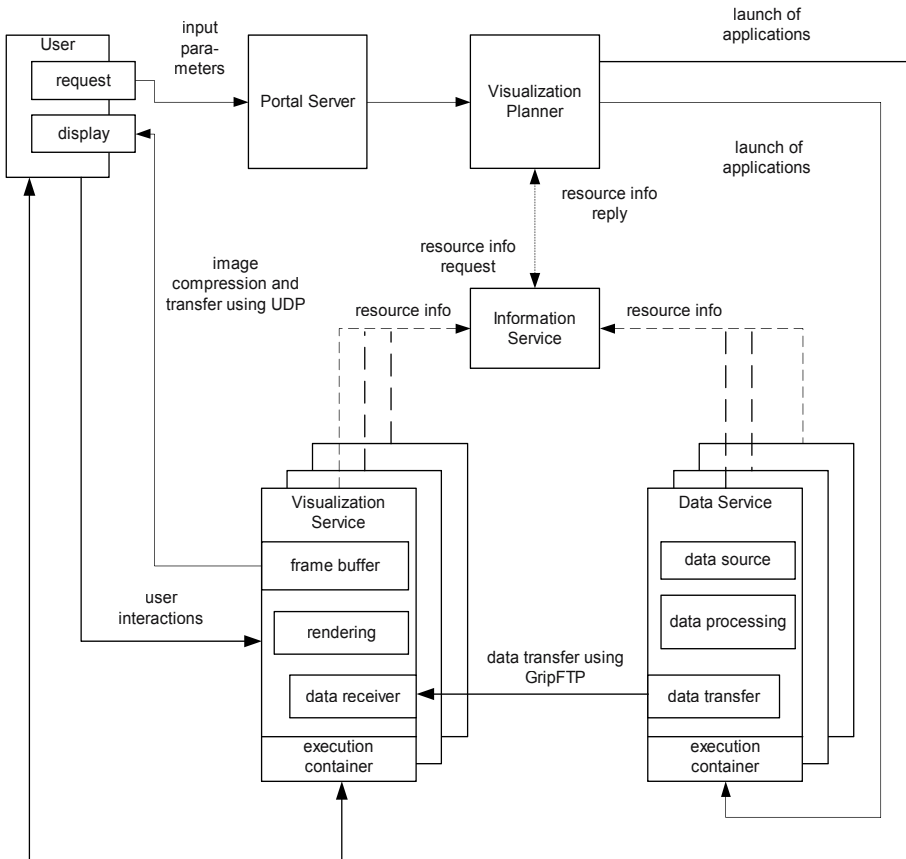 User
request
display
input
para-
meters
Portal Server
Visualization
Planner
launch of
applications
launch of
applications
resource info
reply
resource info
request
image
compression and
transfer using UDP
resource info
Information
Service
resource info
Visualization
Service
frame buffer
rendering
data receiver
execution
container
user
interactions
data transfer using
GripFTP
Data Service
data source
data processing
data transfer
execution
container